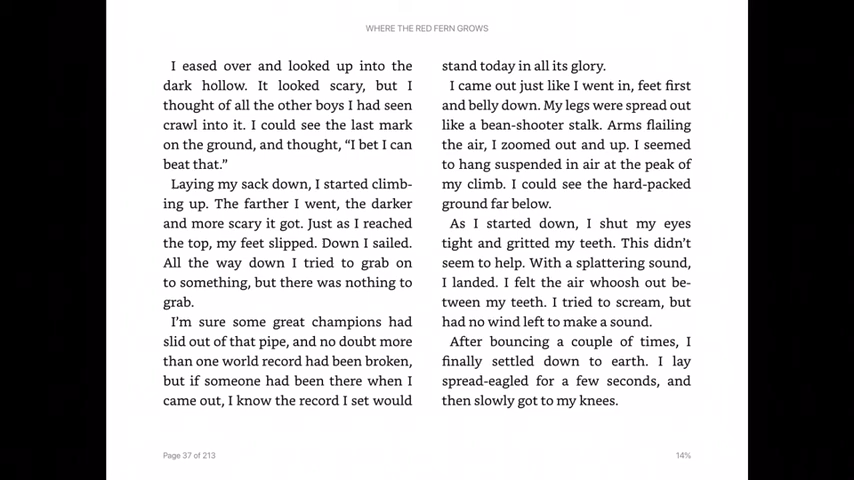 WHERE THE RED FERN GROWS
I eased over and looked up into the
dark hollow. It looked scary, but I
thought of all the other boys I had seen
crawl into it. I could see the last mark
on the ground, and thought, “I bet I can
beat that.”
Laying my sack down, I started climb-
ing up. The farther I went, the darker
and more scary it got. Just as I reached
the top, my feet slipped. Down I sailed.
All the way down I tried to grab on
to something, but there was nothing to
grab.
I’m sure some great champions had
slid out of that pipe, and no doubt more
than one world record had been broken,
but if someone had been there when I
came out, I know the record I set would
stand today in all its glory.
I came out just like I went in, feet first
and belly down. My legs were spread out
like a bean-shooter stalk. Arms flailing
the air, I zoomed out and up. I seemed
to hang suspended in air at the peak of
my climb. I could see the hard-packed
ground far below.
As I started down, I shut my eyes
tight and gritted my teeth. This didn’t
seem to help. With a splattering sound,
I landed. I felt the air whoosh out be-
tween my teeth. I tried to scream, but
had no wind left to make a sound.
After bouncing a couple of times, I
finally settled down to earth. I lay
spread-eagled for a few seconds, and
then slowly got to my knees.
Page 37 of 213
14%